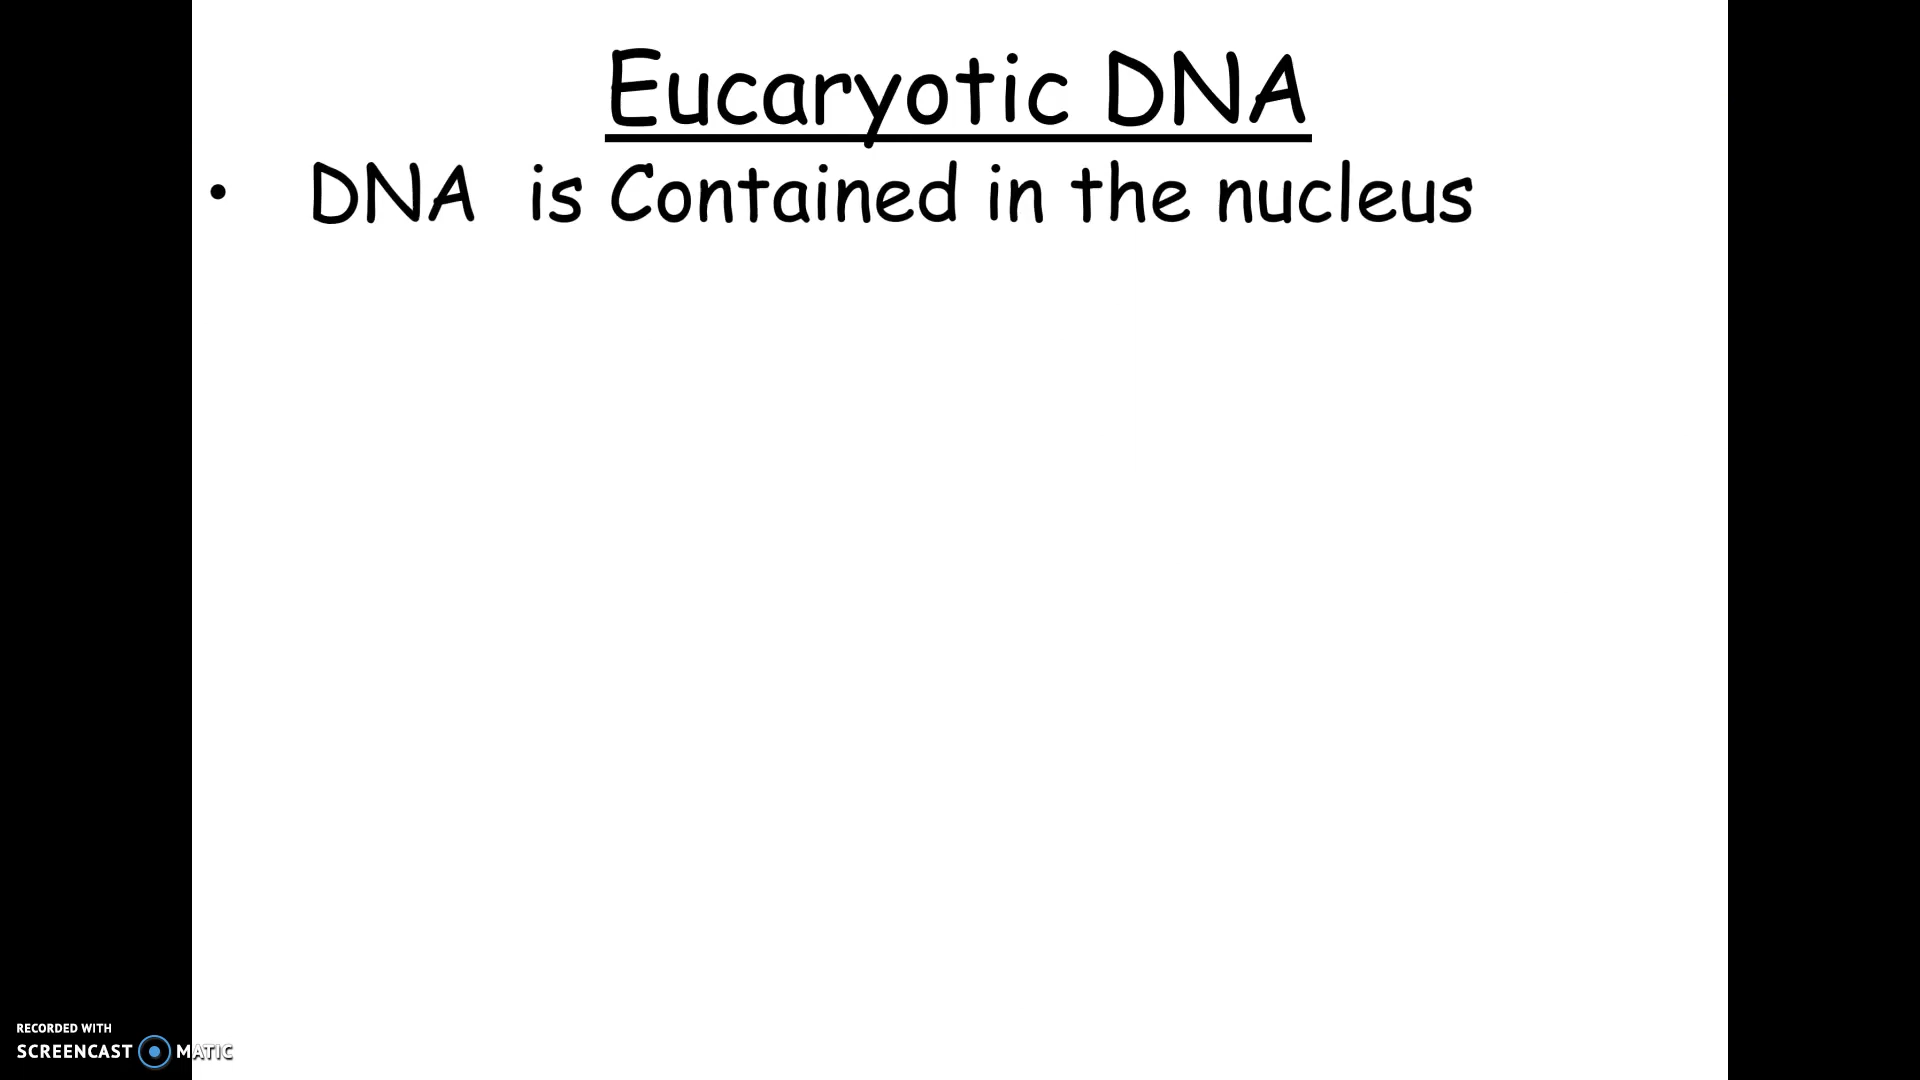 Eucaryotic DNA
• DNA is Contained in the nucleus
RECORDED WITH
SCREENCAST MATIC